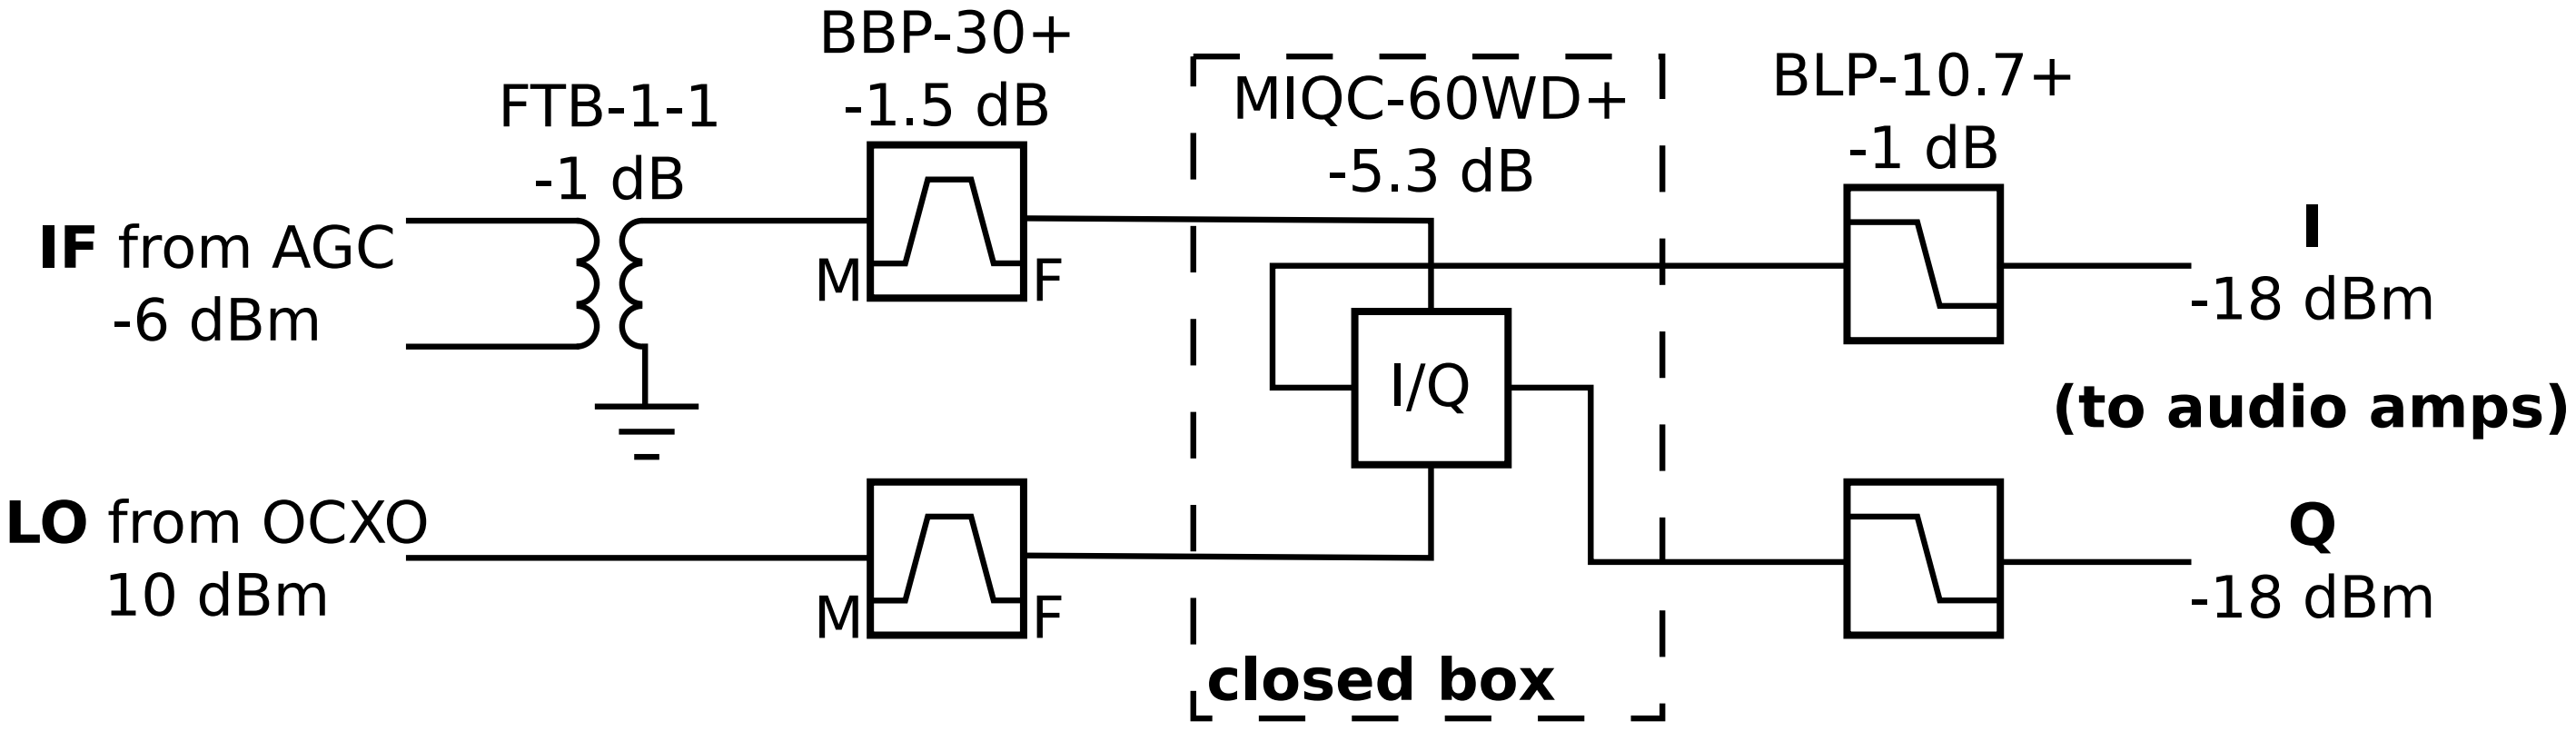 BBP-30+
-1.5 dB
FTB-1-1
-1 dB
MIQC-60WD+
-5.3 dB
BLP-10.7+
-1 dB
IF from AGC
-6 dBm
M
F
I/Q
I
-18 dBm
(to audio amps)
LO from OCXO
10 dBm
M
F
Q
-18 dBm
closed box